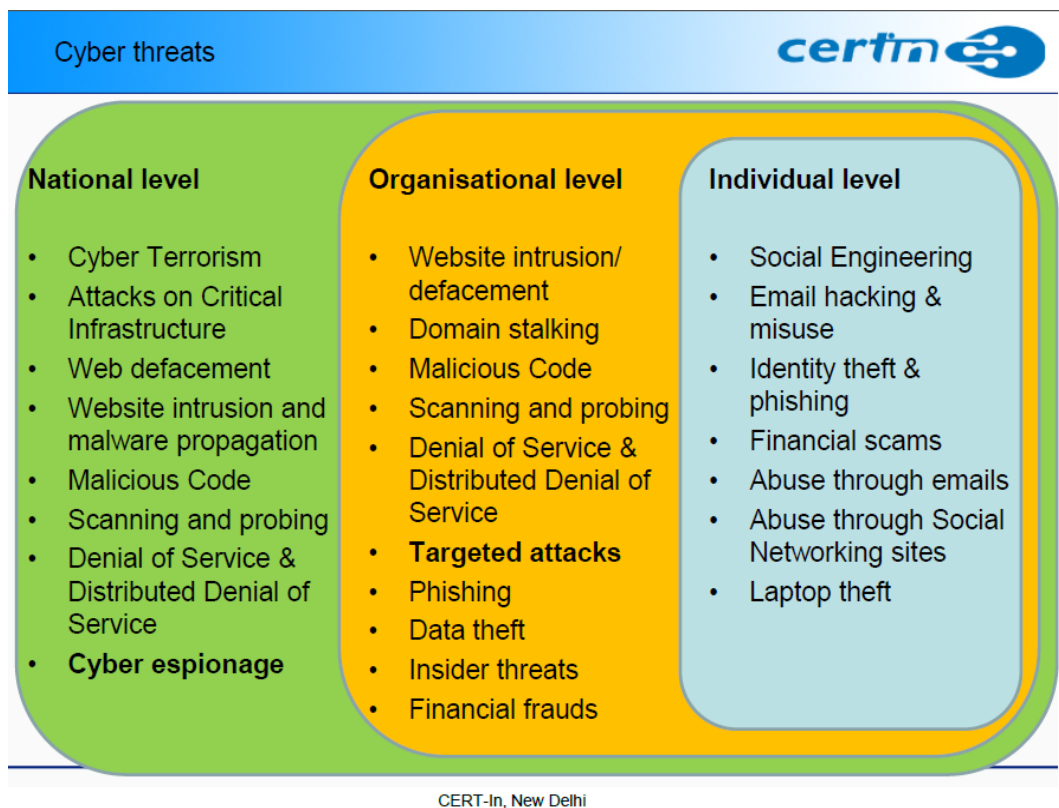 Cyber threats
certin
National level
• Cyber Terrorism
• Attacks on Critical
Infrastructure
• Web defacement
• Website intrusion and
malware propagation
• Malicious Code
• Scanning and probing
• Denial of Service &
Distributed Denial of
Service
• Cyber espionage
Organisational level
• Website intrusion/
defacement
• Domain stalking
• Malicious Code
• Scanning and probing
• Denial of Service &
Distributed Denial of
Service
• Targeted attacks
• Phishing
• Data theft
• Insider threats
• Financial frauds
Individual level
• Social Engineering
• Email hacking &
misuse
• Identity theft &
phishing
• Financial scams
• Abuse through emails
• Abuse through Social
Networking sites
• Laptop theft
CERT-In, New Delhi